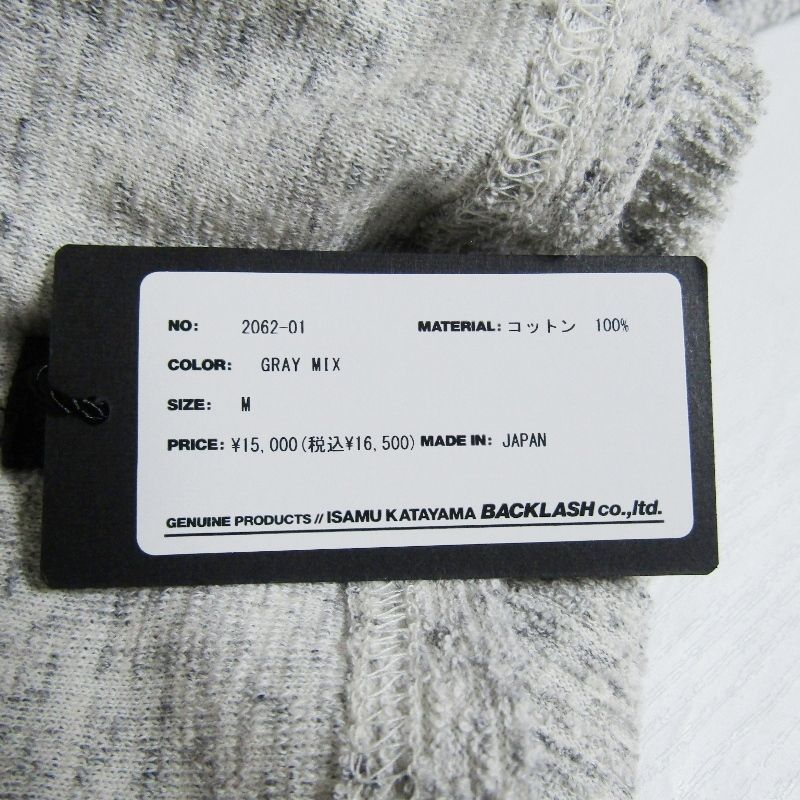 NO: 2062-01 MATERIAL: コットン 100%
COLOR: GRAY MIX
SIZE: M
PRICE: ¥15,000(税込¥16,500) MADE IN: JAPAN
GENUINE PRODUCTS // ISAMU KATAYAMA BACKLASH co.,ltd.